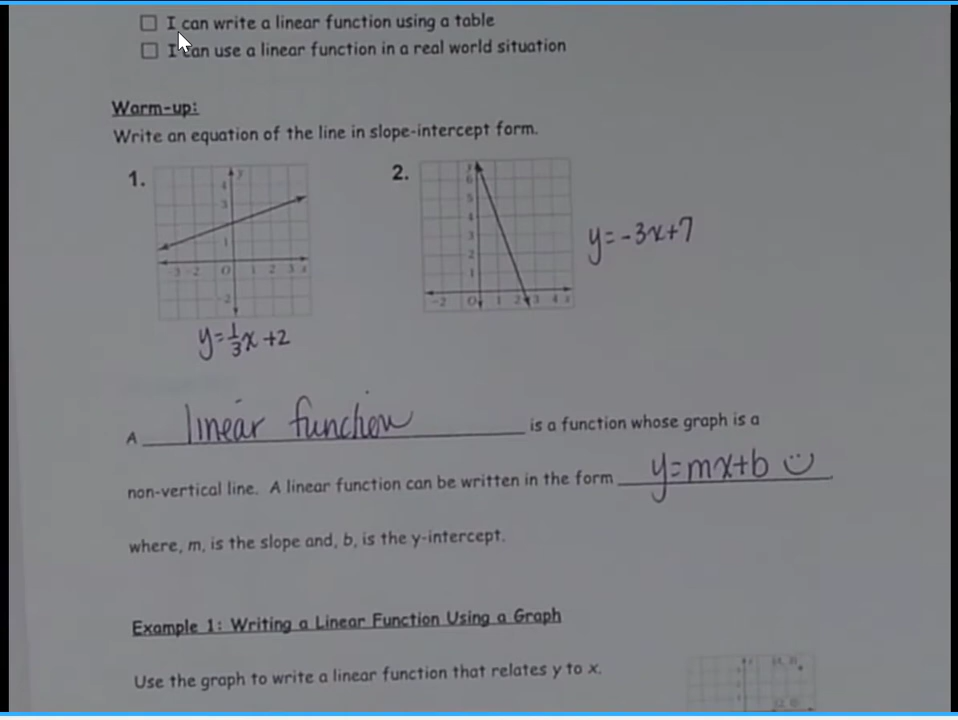 I can write a linear function using a table
I can use a linear function in a real world situation
Warm-up:
Write an equation of the line in slope-intercept form.
1.
2.
y=1/3x+2
y=-3x+7
A linear function is a function whose graph is a
non-vertical line. A linear function can be written in the form y=mx+b
where, m, is the slope and, b, is the y-intercept.
Example 1: Writing a Linear Function Using a Graph
Use the graph to write a linear function that relates y to x.